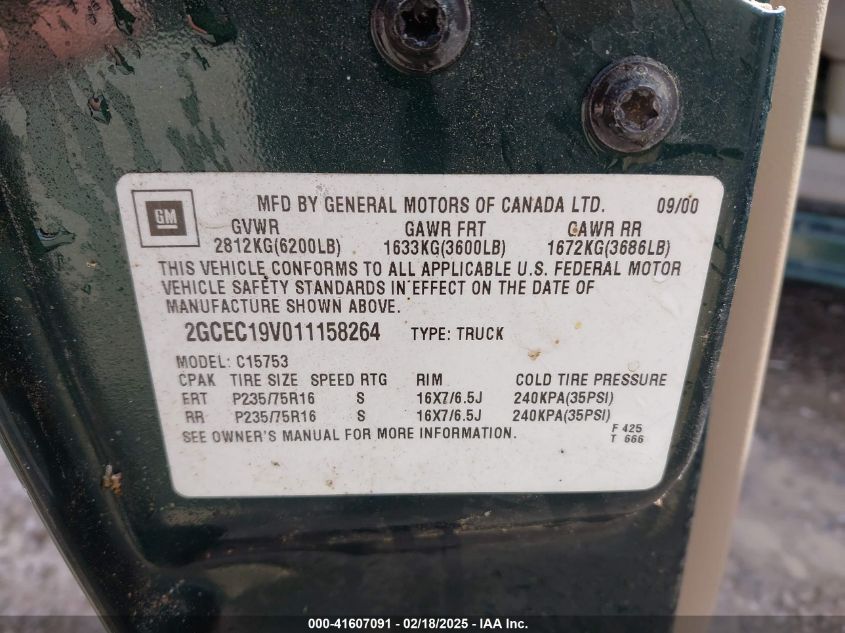 GM
MFD BY GENERAL MOTORS OF CANADA LTD. 09/00
GVWR GAWR FRT GAWR RR
2812KG(6200LB) 1633KG(3600LB) 1672KG(3686LB)
THIS VEHICLE CONFORMS TO ALL APPLICABLE U.S. FEDERAL MOTOR
VEHICLE SAFETY STANDARDS IN EFFECT ON THE DATE OF
MANUFACTURE SHOWN ABOVE.
2GCEC19V011158264 TYPE: TRUCK
MODEL: C15753
CPAK TIRE SIZE SPEED RTG RIM COLD TIRE PRESSURE
FRT P235/75R16 S 16X7/6.5J 240KPA(35PSI)
RR P235/75R16 S 16X7/6.5J 240KPA(35PSI)
SEE OWNER'S MANUAL FOR MORE INFORMATION.
F 425
T 666
000-41607091 - 02/18/2025 - IAA Inc.